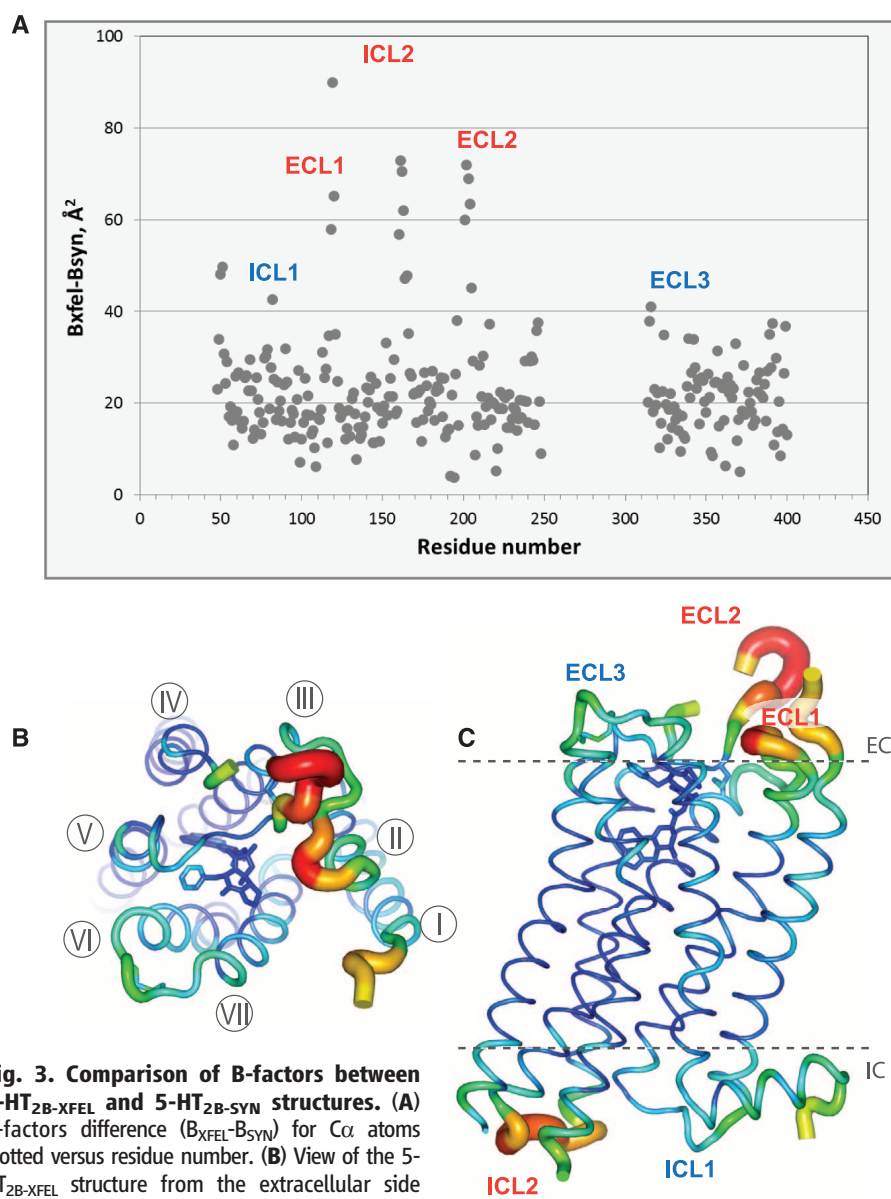 A
100
80
60
40
20
0
Bxfel-Bsyn, Å²
ICL2
ECL1
ECL2
ICL1
ECL3
0 50 100 150 200 250 300 350 400 450
Residue number
B
IV
III
V
II
VI
I
VII
C
ECL2
ECL3
ECL1
EC
IC
ICL2
ICL1
ig. 3. Comparison of B-factors between
-HT2B-XFEL and 5-HT2B-SYN structures. (A)
-factors difference (BXFEL-BSYN) for Cα atoms
otted versus residue number. (B) View of the 5-
T2B-XFEL structure from the extracellular side